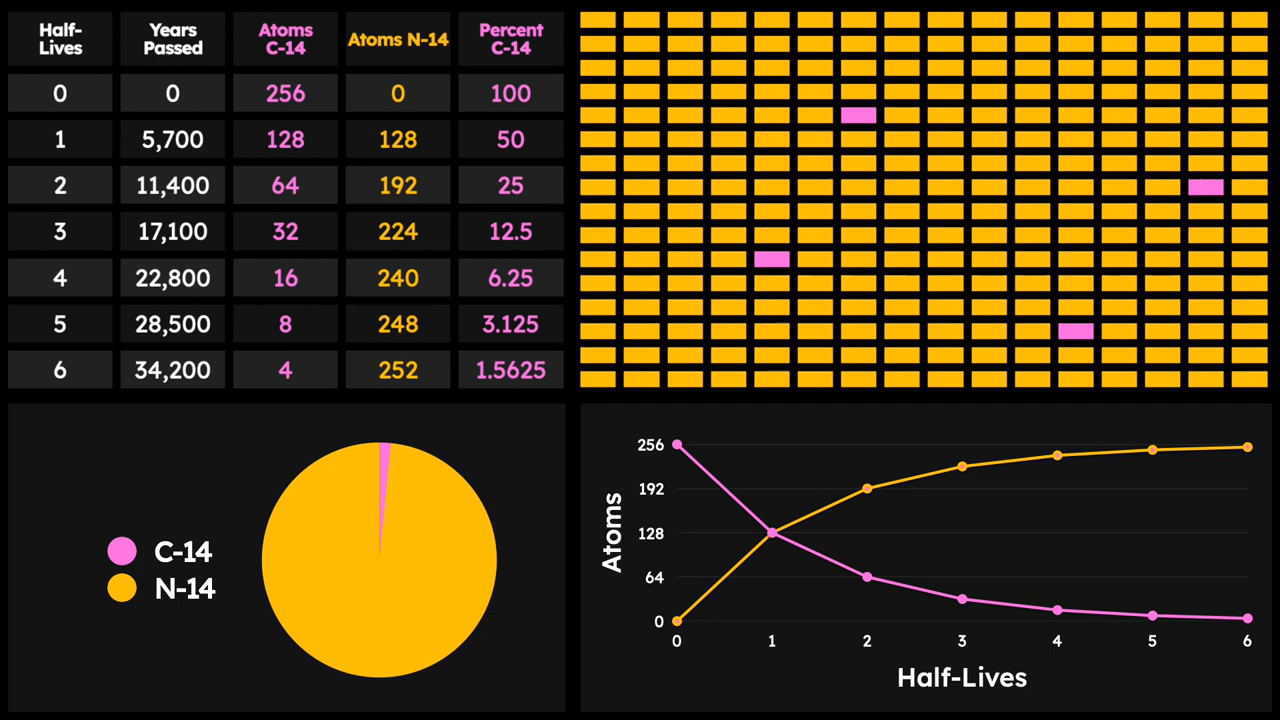 Half-Lives Years Passed Atoms C-14 Atoms N-14 Percent C-14
0 0 256 0 100
1 5,700 128 128 50
2 11,400 64 192 25
3 17,100 32 224 12.5
4 22,800 16 240 6.25
5 28,500 8 248 3.125
6 34,200 4 252 1.5625
C-14
N-14
Atoms
256
192
128
64
0
0 1 2 3 4 5 6
Half-Lives